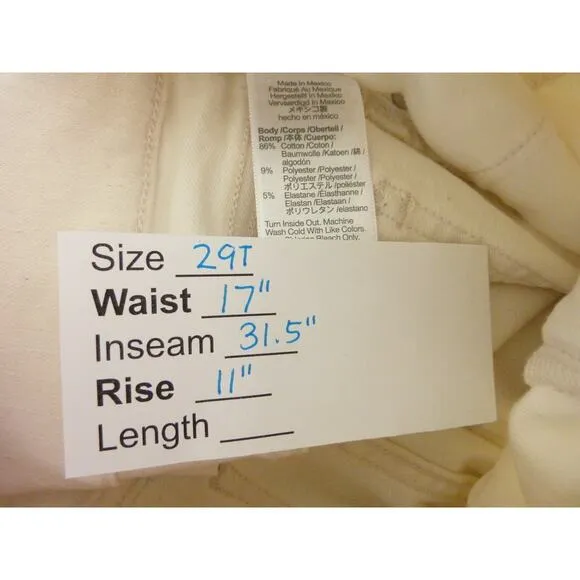 Made in Mexico
Fabriqué Au Mexique
Hergestellt in Mexiko
Vervaardigd In Mexico
メキシコ製
hecho en méxico
Body /Corps /Oberteil /
Romp /本体 /Cuerpo:
86% Cotton /Coton /
Baumwolle /Katoen /綿 /
algodón
9% Polyester /Polyester /
Polyester /Polyester /
ポリエステル /poliéster
5% Elastane /Elasthanne /
Elastan /Elastaan /
ポリウレタン /elastano
Turn Inside Out. Machine
Wash Cold With Like Colors.
Bleach Only.
Size 29T
Waist 17"
Inseam 31.5"
Rise 11"
Length